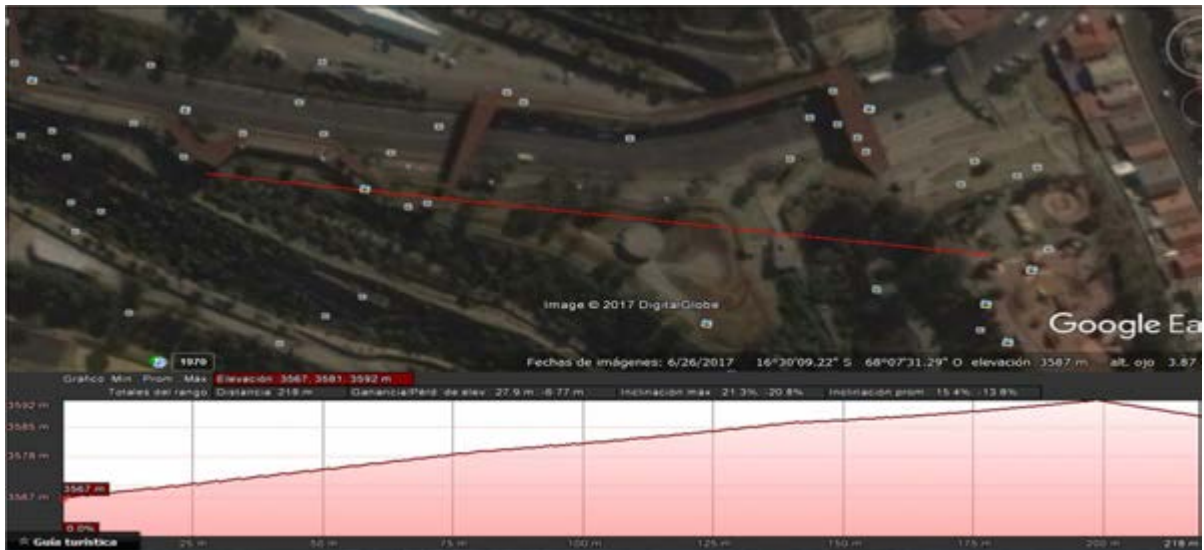 Image © 2017 DigitalGlobe
Google Ea
1970
Fechas de imágenes: 6/26/2017 16°30'09.22" S 68°07'31.29" O elevación 3587 m alt. ojo 3.87
Gráfico Mín. Prom. Máx Elevación 3567, 3581, 3592 m
Totales del rango Distancia 218 m Ganancia/Pérd. de elev. 27.9 m -8.77 m Inclinación máx 21.3%, -20.8% Inclinación prom 15.4%, -13.8%
3592 m
3585 m
3578 m
3567 m 3567 m
0.0%
Guía turística 25 m 50 m 75 m 100 m 125 m 150 m 175 m 200 m 218 m